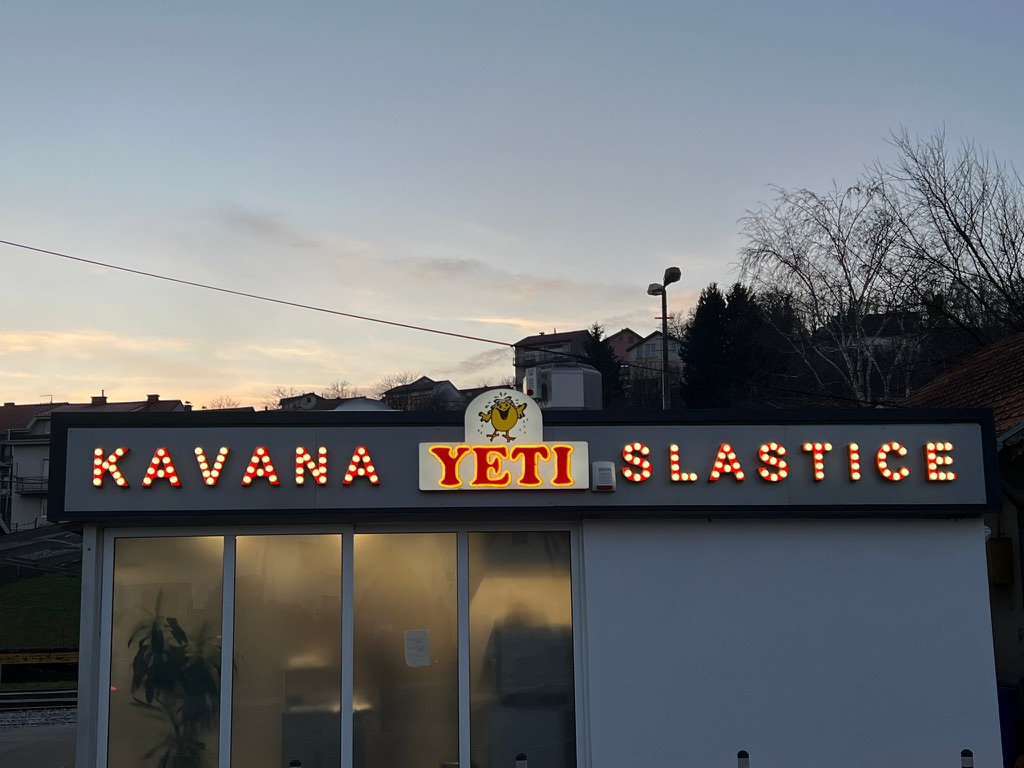 KAVANA YETI SLASTICE